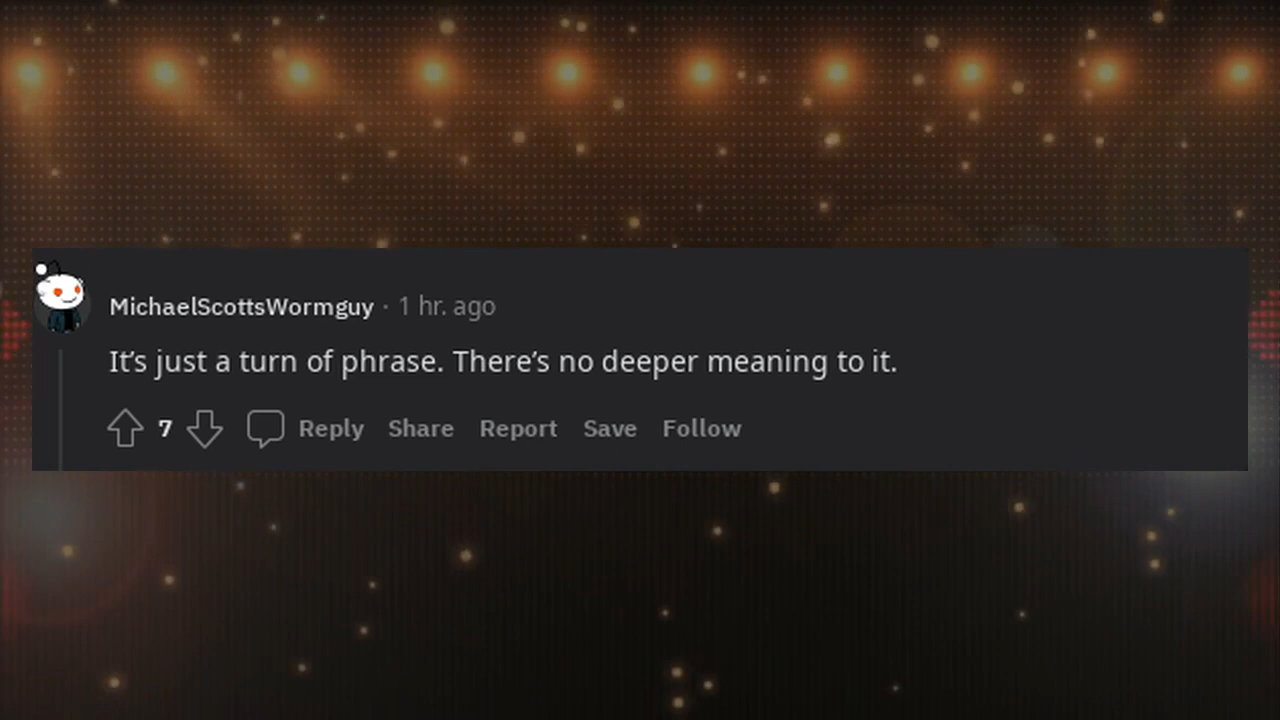 MichaelScottsWormguy · 1 hr. ago
It’s just a turn of phrase. There’s no deeper meaning to it.
7 Reply Share Report Save Follow